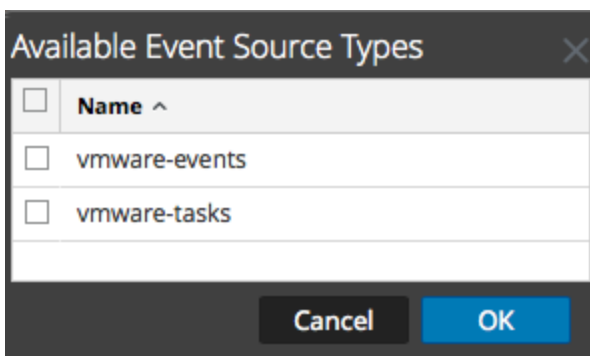 Available Event Source Types
Name
vmware-events
vmware-tasks
Cancel OK